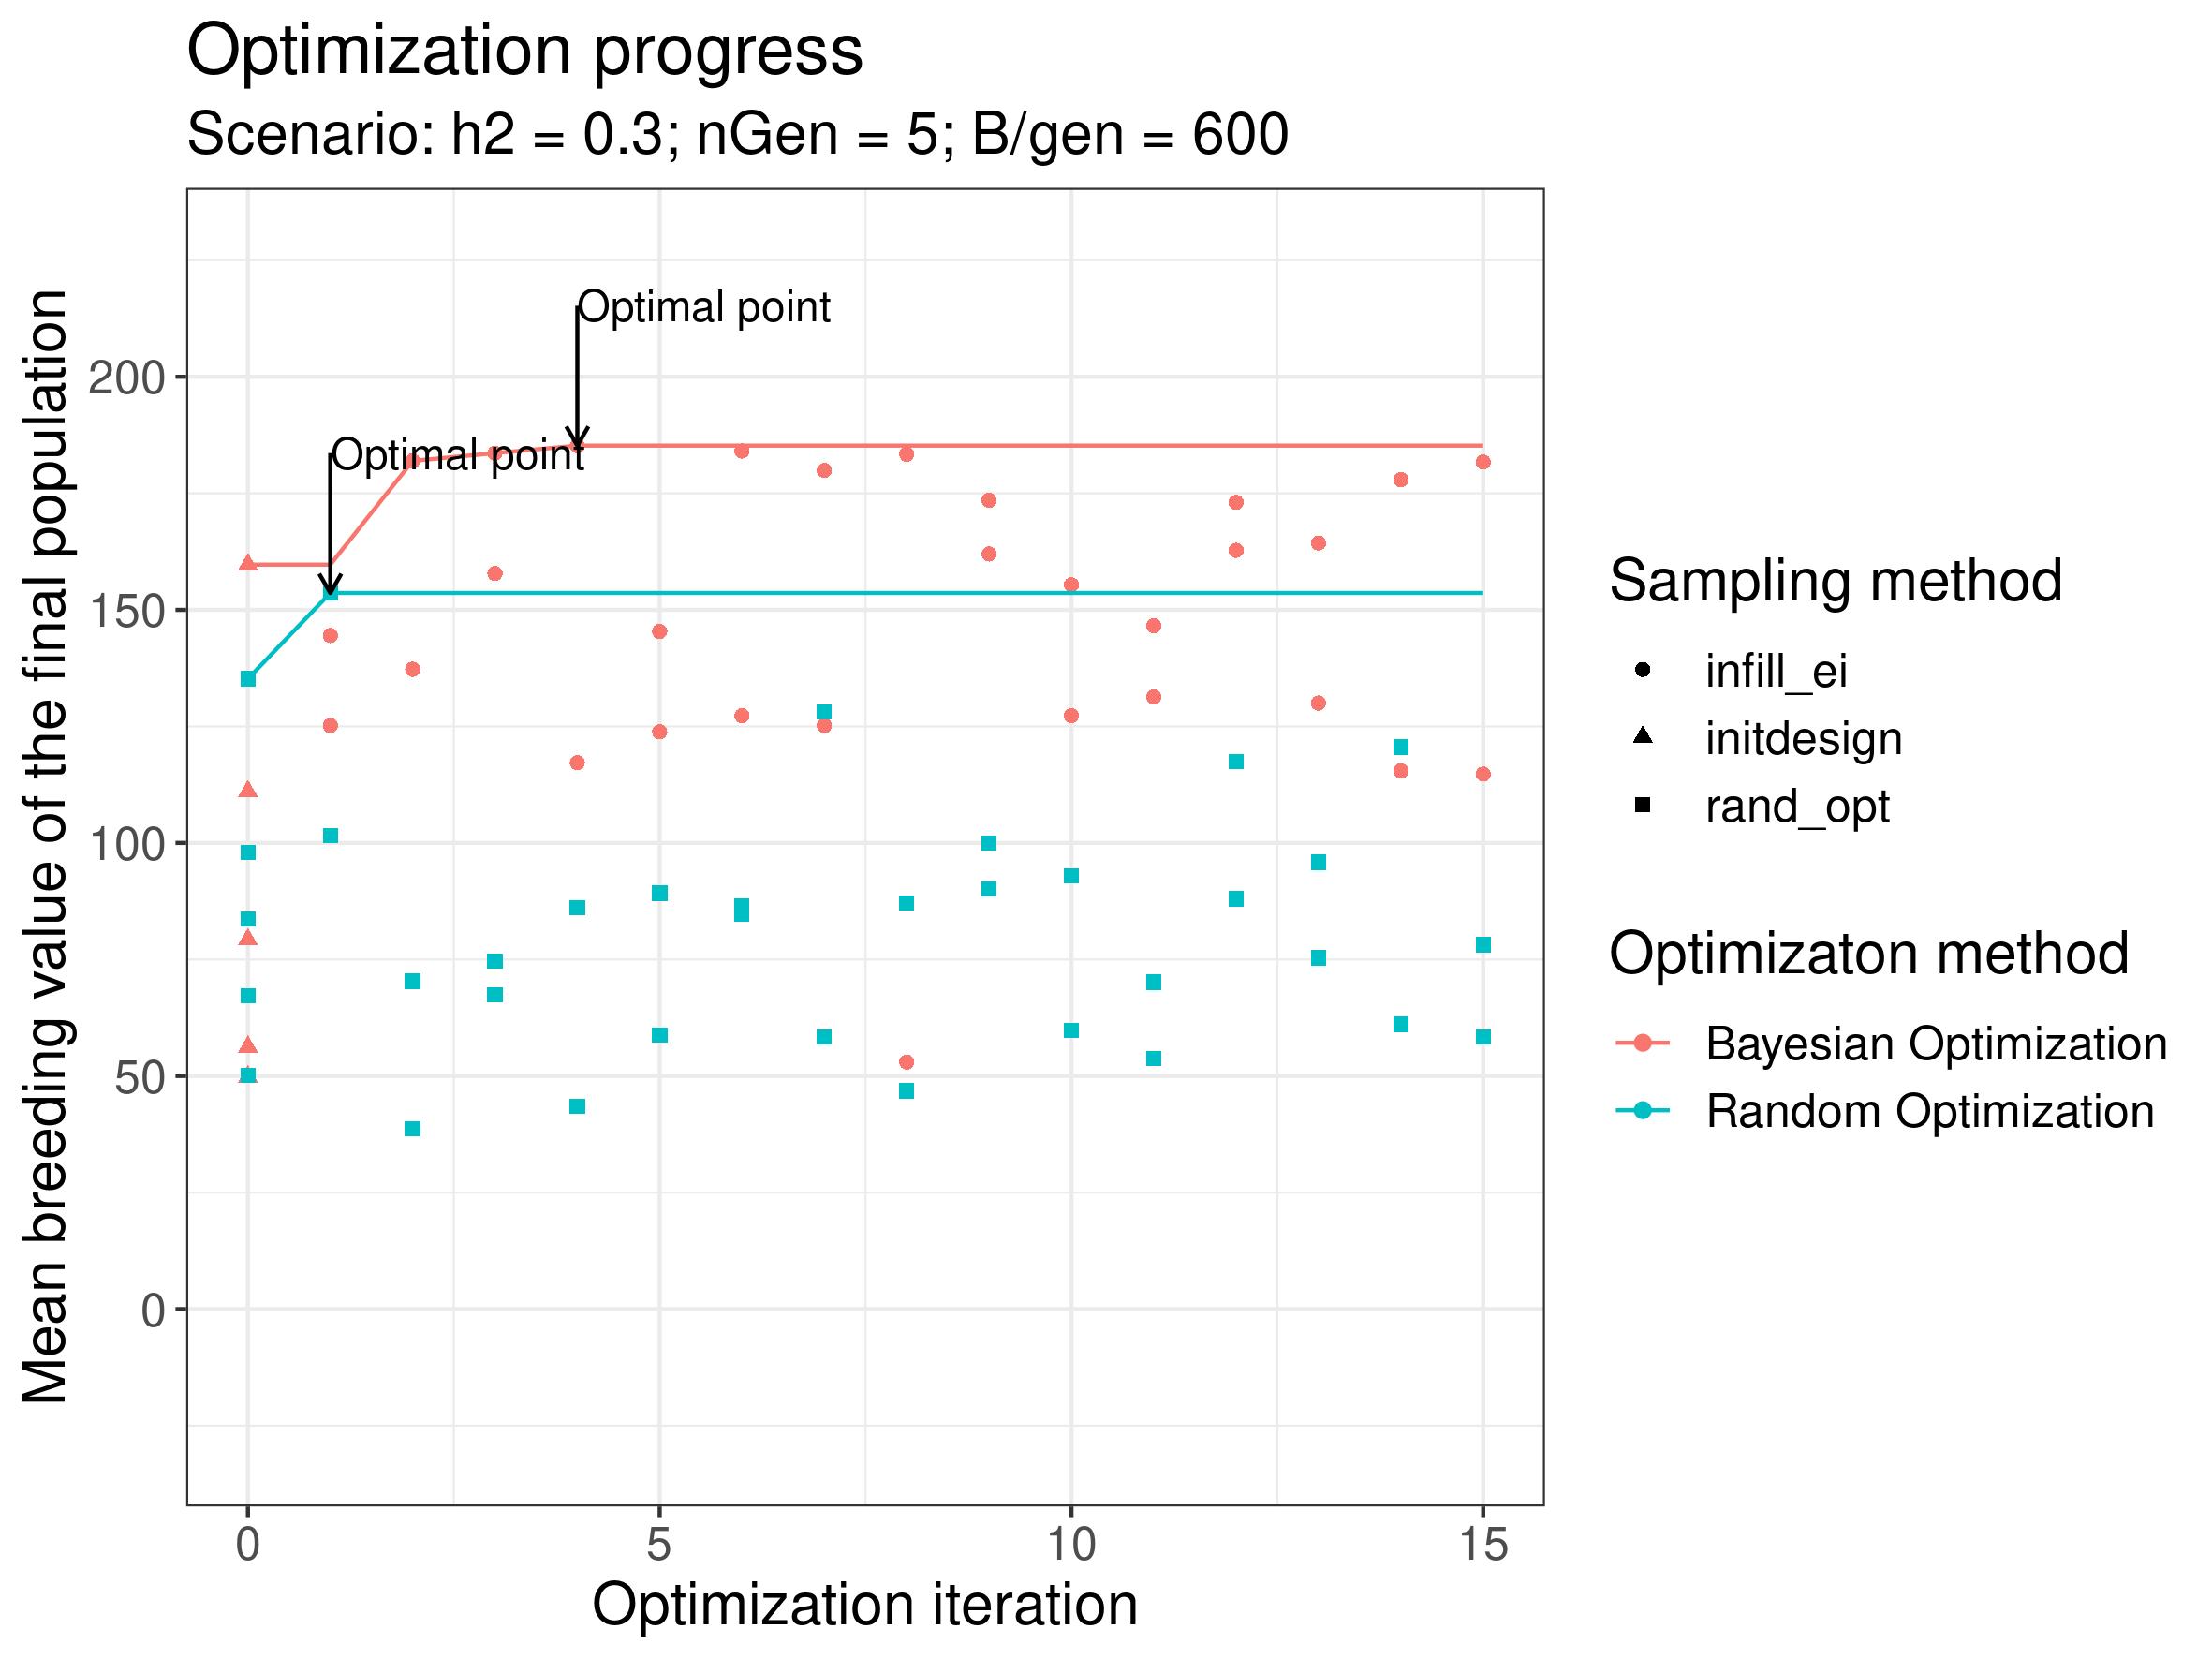 Optimization progress
Scenario: h2 = 0.3; nGen = 5; B/gen = 600
Mean breeding value of the final population
200
150
100
50
0
Optimal point
Optimal point
0 5 10 15
Optimization iteration
Sampling method
infill_ei
initdesign
rand_opt
Optimizaton method
Bayesian Optimization
Random Optimization